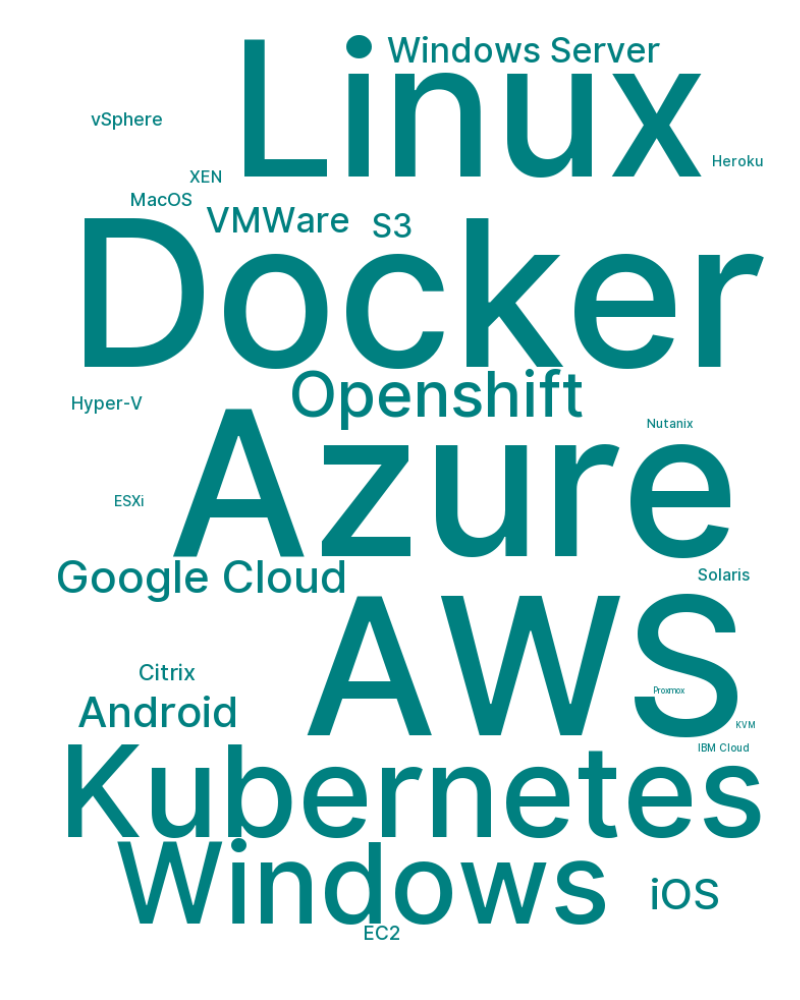 Windows Server
Linux
vSphere
Heroku
XEN
MacOS
VMWare
S3
Docker
Openshift
Hyper-V
Nutanix
Azure
ESXi
Google Cloud
Solaris
AWS
Citrix
Proxmox
Android
KVM
IBM Cloud
Kubernetes
Windows
iOS
EC2